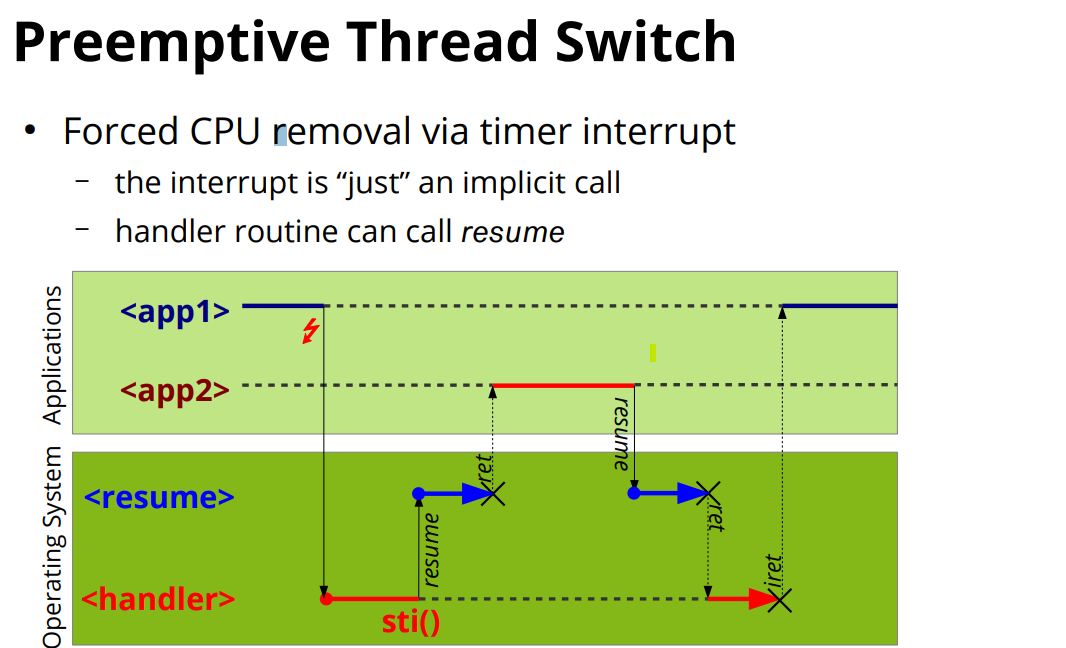 Preemptive Thread Switch
• Forced CPU removal via timer interrupt
– the interrupt is “just” an implicit call
– handler routine can call resume
Applications
<app1>
<app2>
resume
Operating System
<resume>
ret
resume
ret
<handler>
sti()
iret